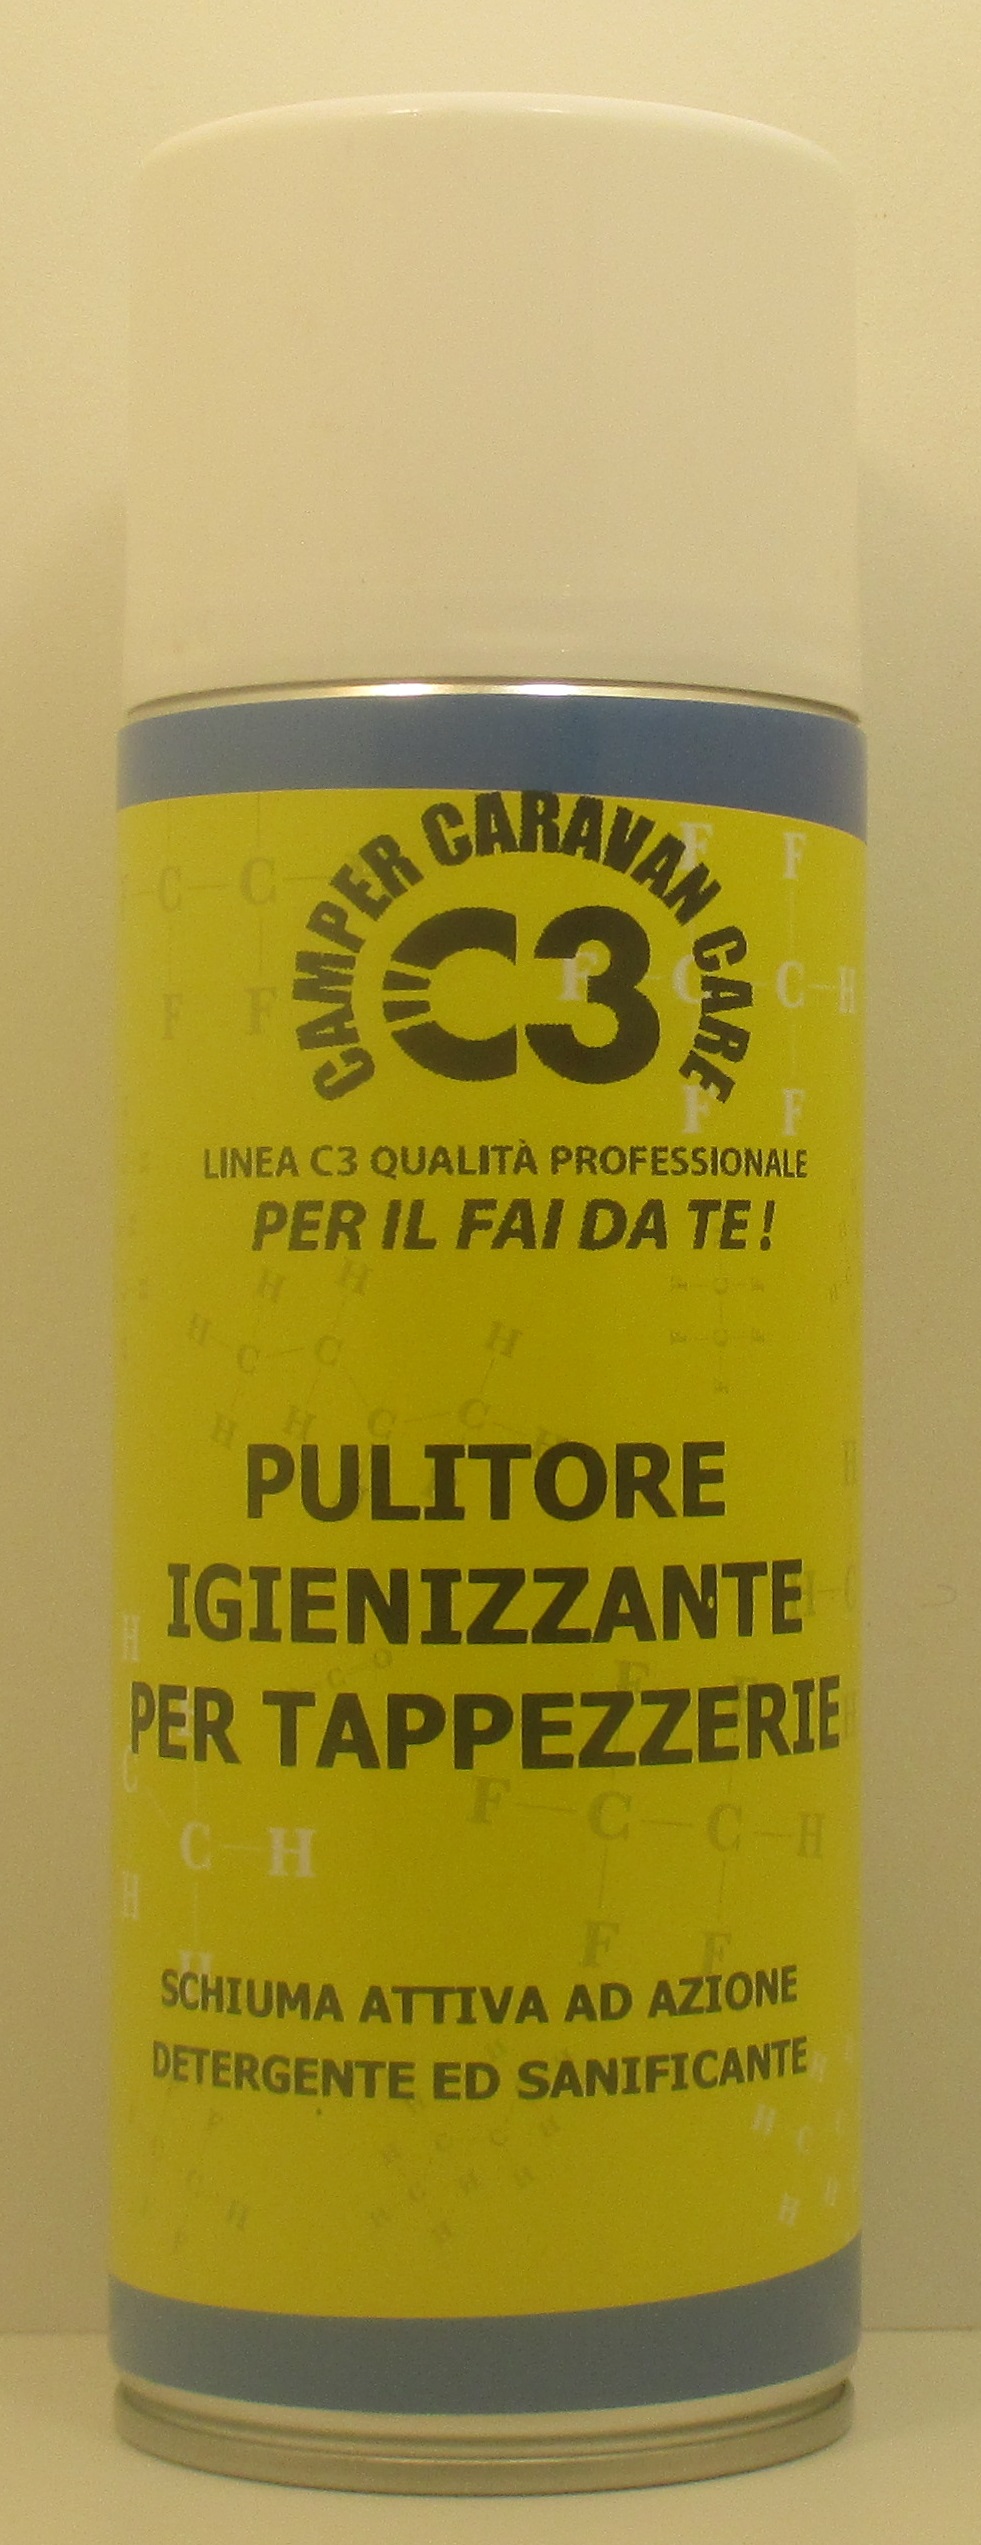 CAMPER CARAVAN CARE
C3
LINEA C3 QUALITÀ PROFESSIONALE
PER IL FAI DA TE!
PULITORE
IGIENIZZANTE
PER TAPPEZZERIE
SCHIUMA ATTIVA AD AZIONE
DETERGENTE ED SANIFICANTE